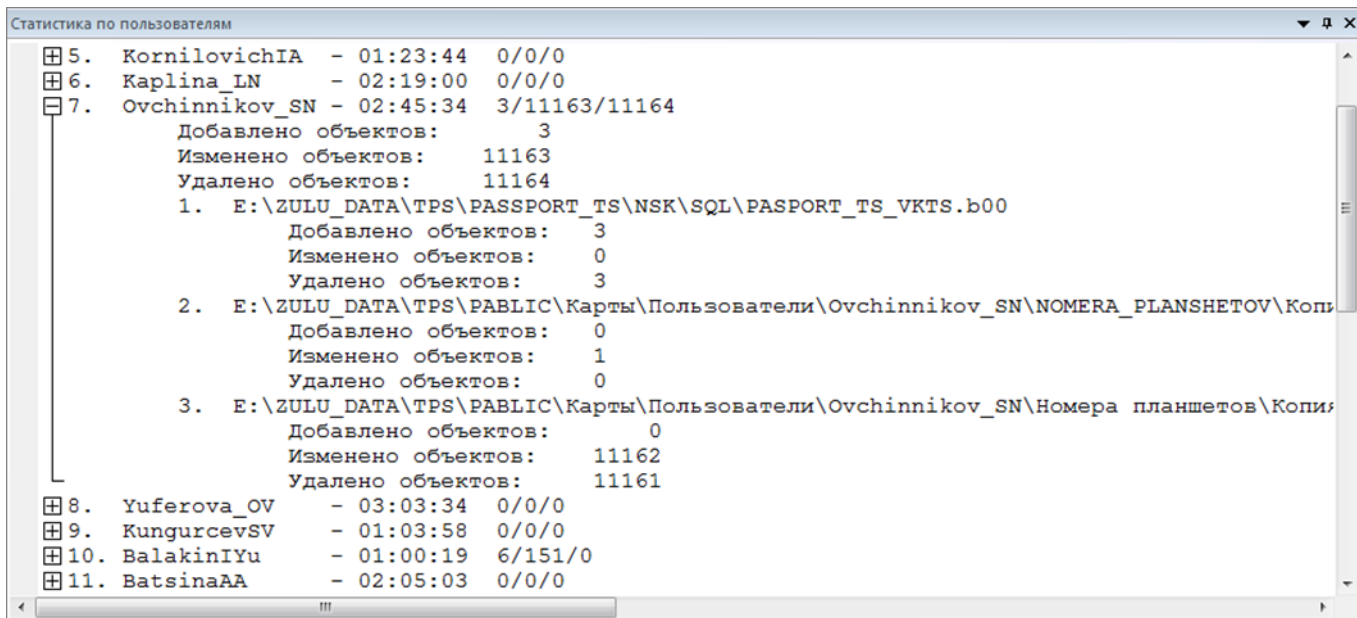 Статистика по пользователям
5. KornilovichIA - 01:23:44 0/0/0
6. Kaplina_LN - 02:19:00 0/0/0
7. Ovchinnikov_SN - 02:45:34 3/11163/11164
Добавлено объектов: 3
Изменено объектов: 11163
Удалено объектов: 11164
1. E:\ZULU_DATA\TPS\PASSPORT_TS\NSK\SQL\PASPORT_TS_VKTS.b00
Добавлено объектов: 3
Изменено объектов: 0
Удалено объектов: 3
2. E:\ZULU_DATA\TPS\PABLIC\Карты\Пользователи\Ovchinnikov_SN\NOMERA_PLANSHETOV\Копи
Добавлено объектов: 0
Изменено объектов: 1
Удалено объектов: 0
3. E:\ZULU_DATA\TPS\PABLIC\Карты\Пользователи\Ovchinnikov_SN\Номера планшетов\Копия
Добавлено объектов: 0
Изменено объектов: 11162
Удалено объектов: 11161
8. Yuferova_OV - 03:03:34 0/0/0
9. KungurcevSV - 01:03:58 0/0/0
10. BalakinIYu - 01:00:19 6/151/0
11. BatsinaAA - 02:05:03 0/0/0